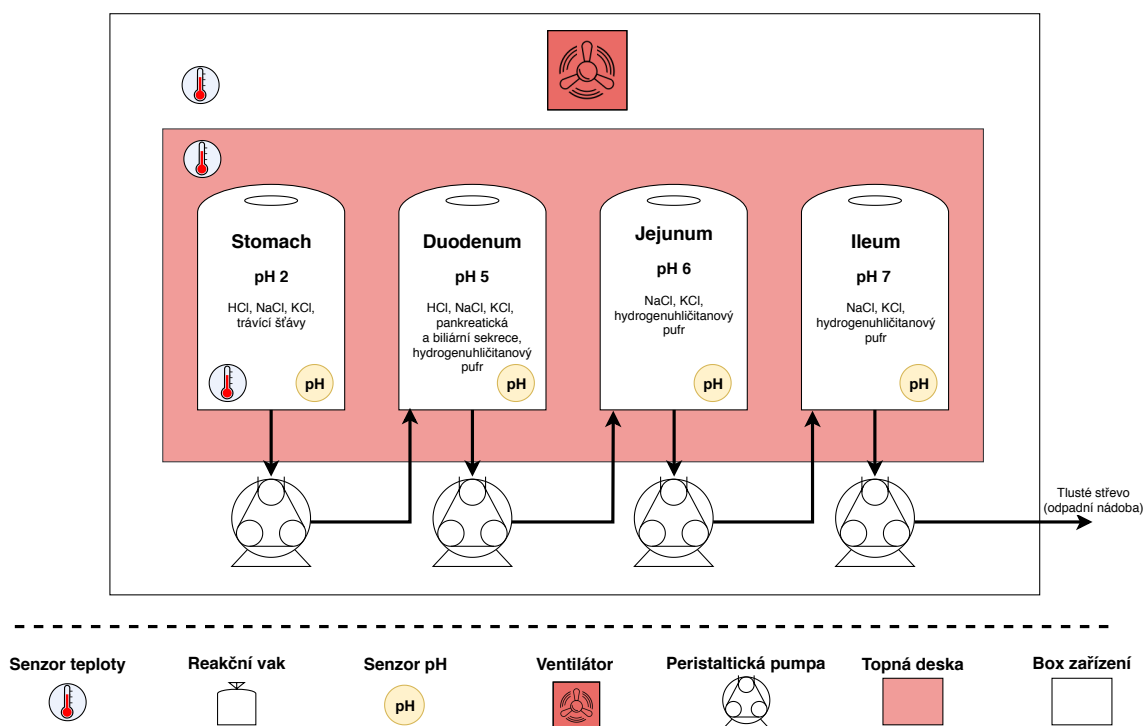 Stomach
pH 2
HCl, NaCl, KCl,
trávící šťávy
pH
Duodenum
pH 5
HCl, NaCl, KCl,
pankreatická
a biliární sekrece,
hydrogenuhličitanový
pufr
pH
Jejunum
pH 6
NaCl, KCl,
hydrogenuhličitanový
pufr
pH
Ileum
pH 7
NaCl, KCl,
hydrogenuhličitanový
pufr
pH
Tlusté střevo
(odpadní nádoba)
Senzor teploty
Reakční vak
Senzor pH
pH
Ventilátor
Peristaltická pumpa
Topná deska
Box zařízení